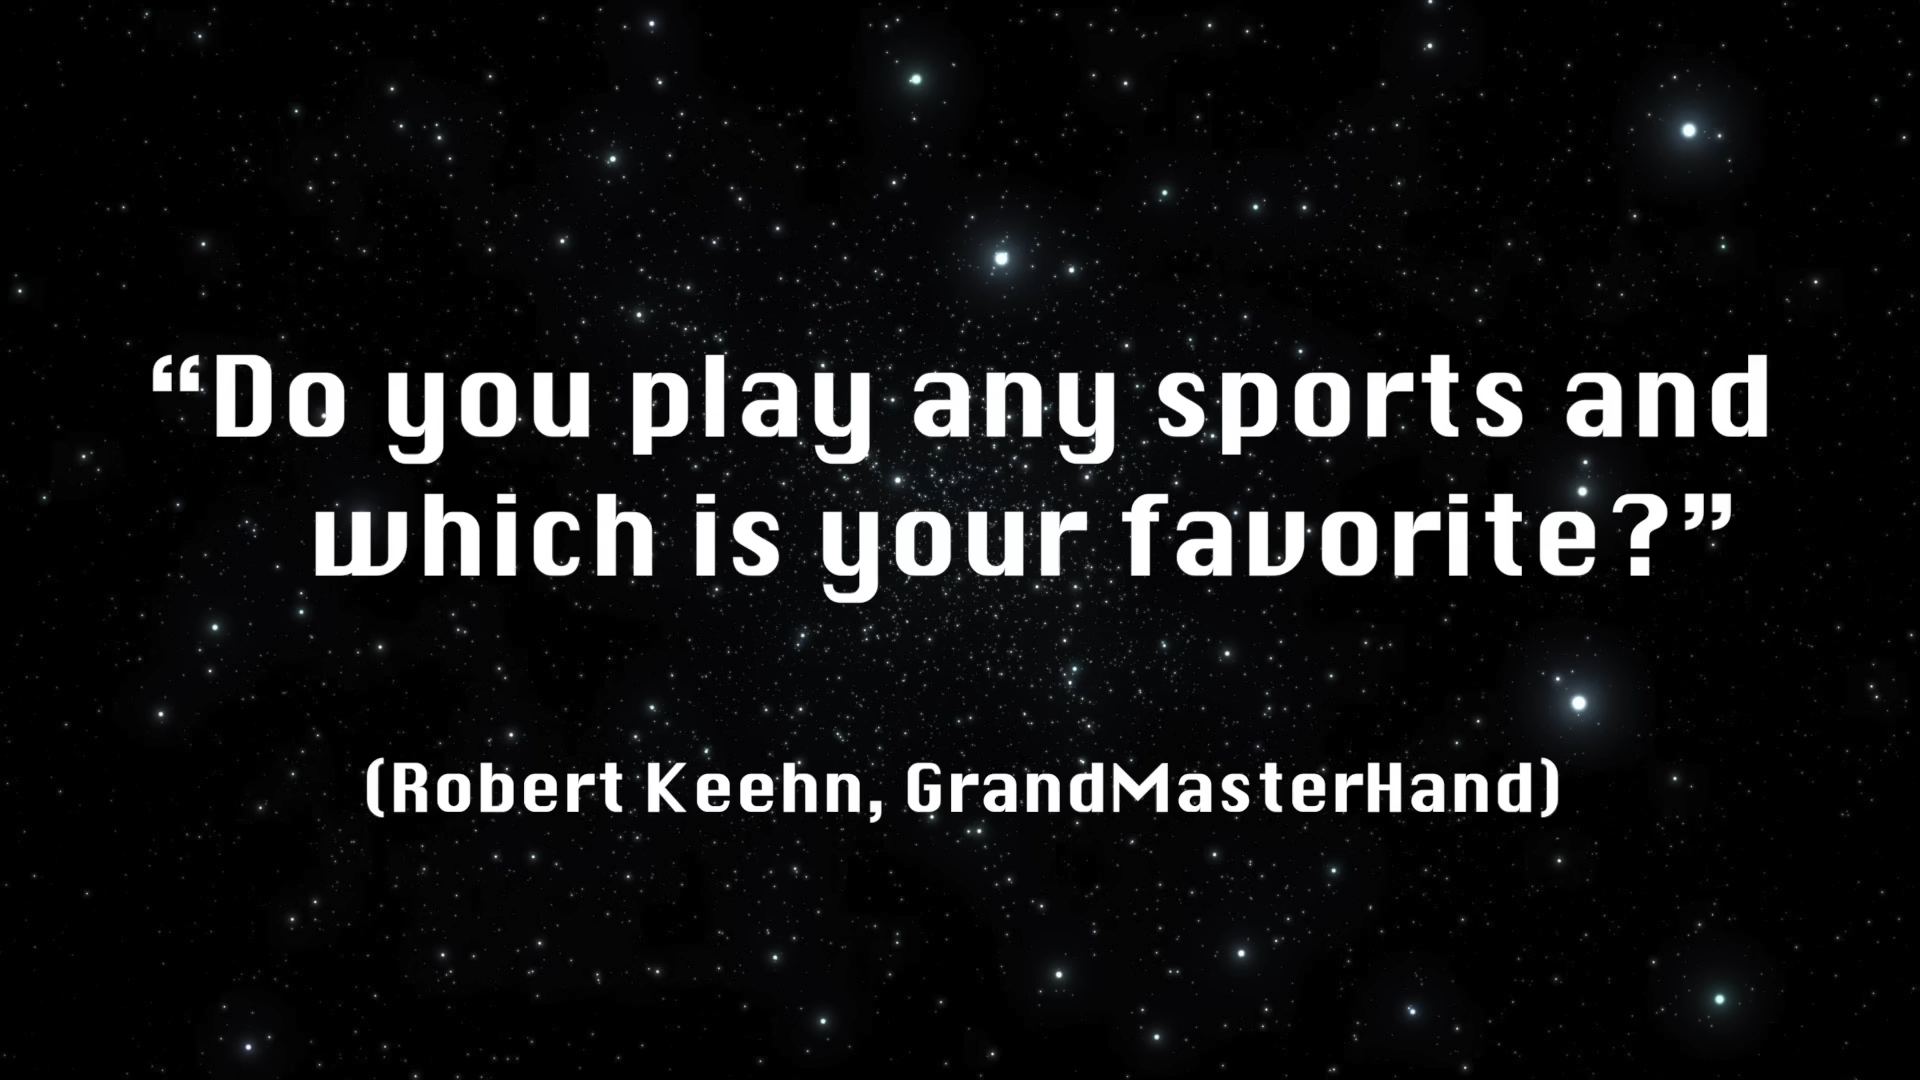 “Do you play any sports and
which is your favorite?”
(Robert Keehn, GrandMasterHand)